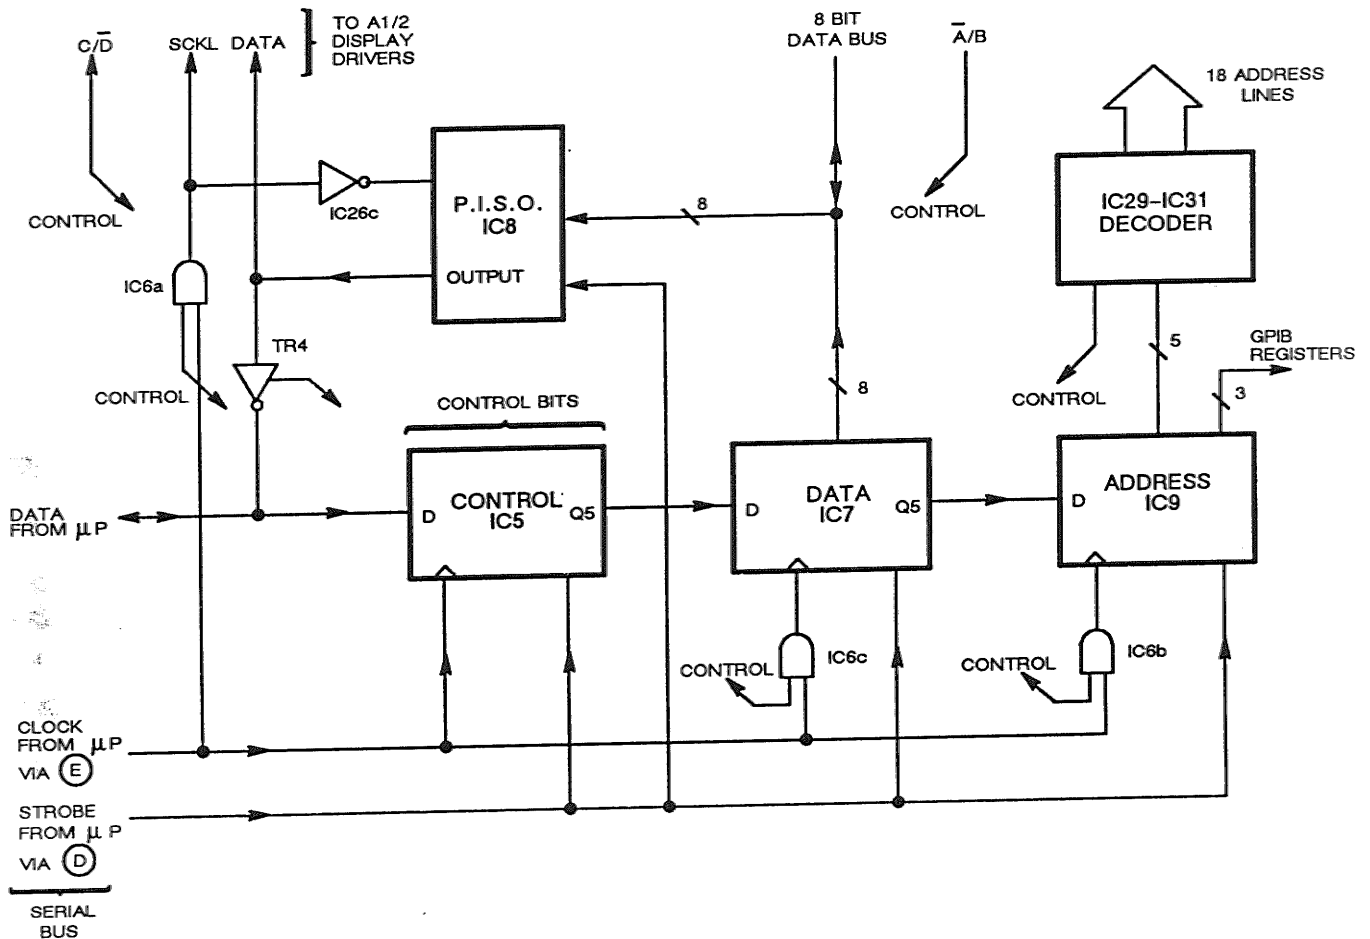 C/D̅
SCKL
DATA
TO A1/2
DISPLAY
DRIVERS
8 BIT
DATA BUS
A̅/B
18 ADDRESS
LINES
CONTROL
IC26c
P.I.S.O.
IC8
OUTPUT
8
CONTROL
IC29-IC31
DECODER
IC6a
TR4
CONTROL
CONTROL BITS
8
CONTROL
5
GPIB
REGISTERS
3
DATA
FROM μP
D
CONTROL
IC5
Q5
D
DATA
IC7
Q5
D
ADDRESS
IC9
CONTROL
IC6c
CONTROL
IC6b
CLOCK
FROM μP
VIA E
STROBE
FROM μP
VIA D
SERIAL
BUS